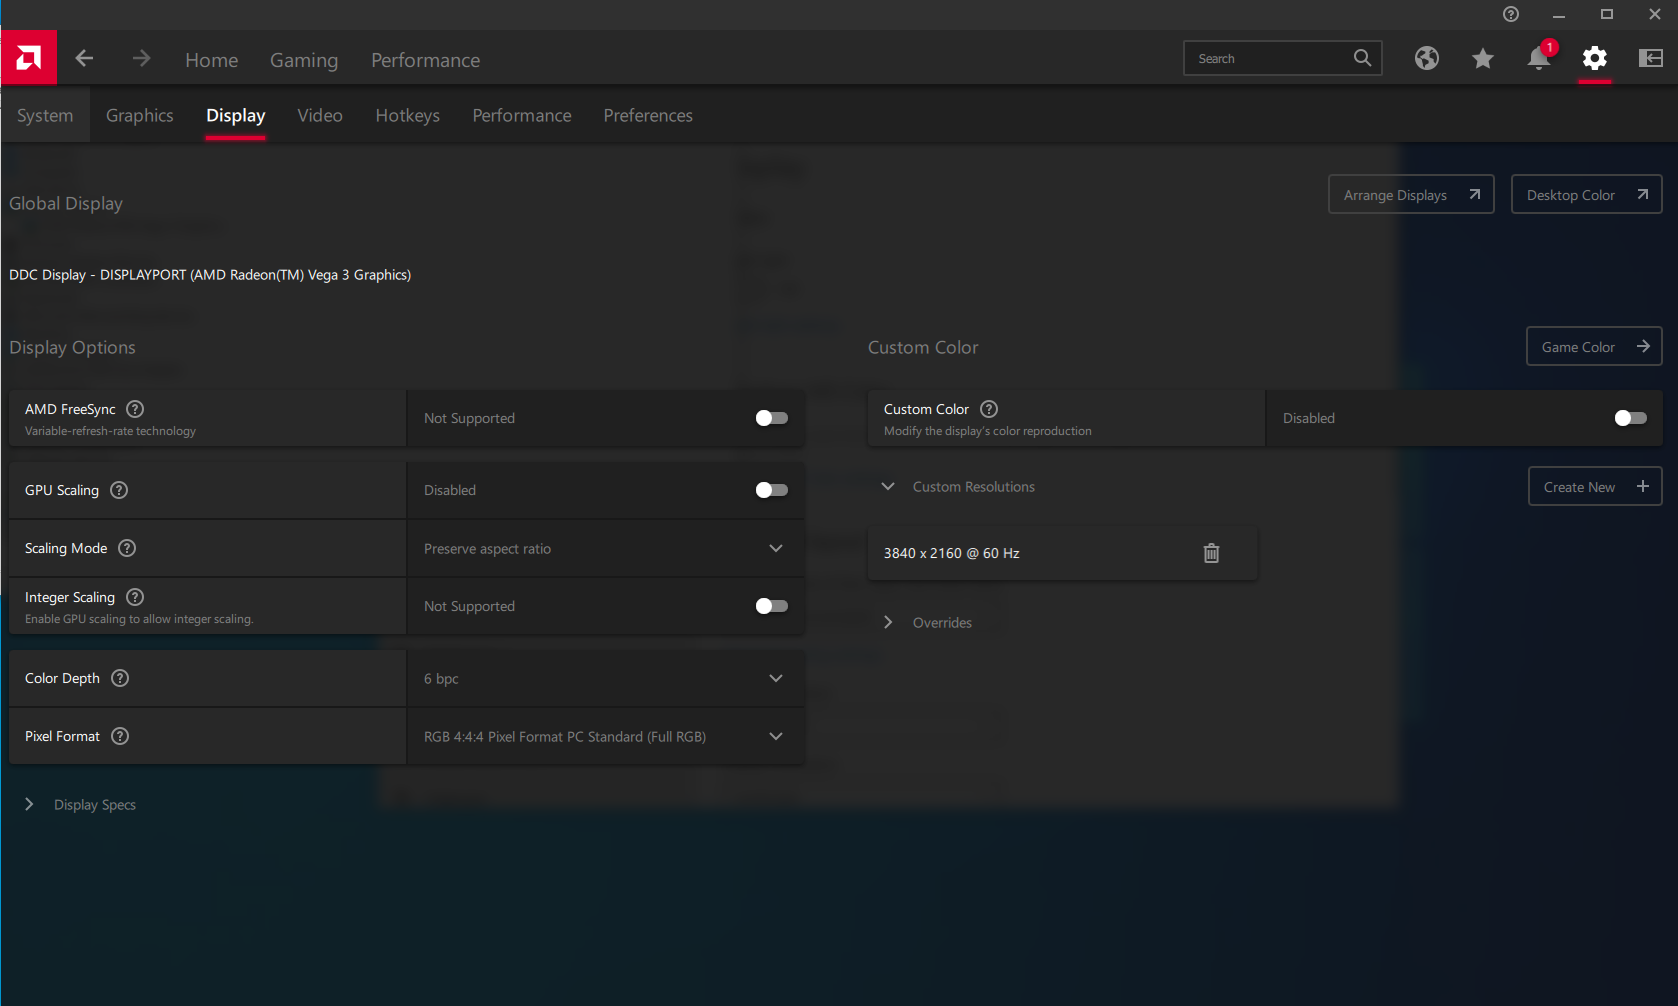 1
Home Gaming Performance Search
System Graphics Display Video Hotkeys Performance Preferences
Global Display
Arrange Displays
Desktop Color
DDC Display - DISPLAYPORT (AMD Radeon(TM) Vega 3 Graphics)
Display Options
AMD FreeSync
Variable-refresh-rate technology
Not Supported
GPU Scaling
Disabled
Scaling Mode
Preserve aspect ratio
Integer Scaling
Enable GPU scaling to allow integer scaling.
Not Supported
Color Depth
6 bpc
Pixel Format
RGB 4:4:4 Pixel Format PC Standard (Full RGB)
Display Specs
Custom Color
Game Color
Custom Color
Modify the display's color reproduction
Disabled
Custom Resolutions
Create New
3840 x 2160 @ 60 Hz
Overrides